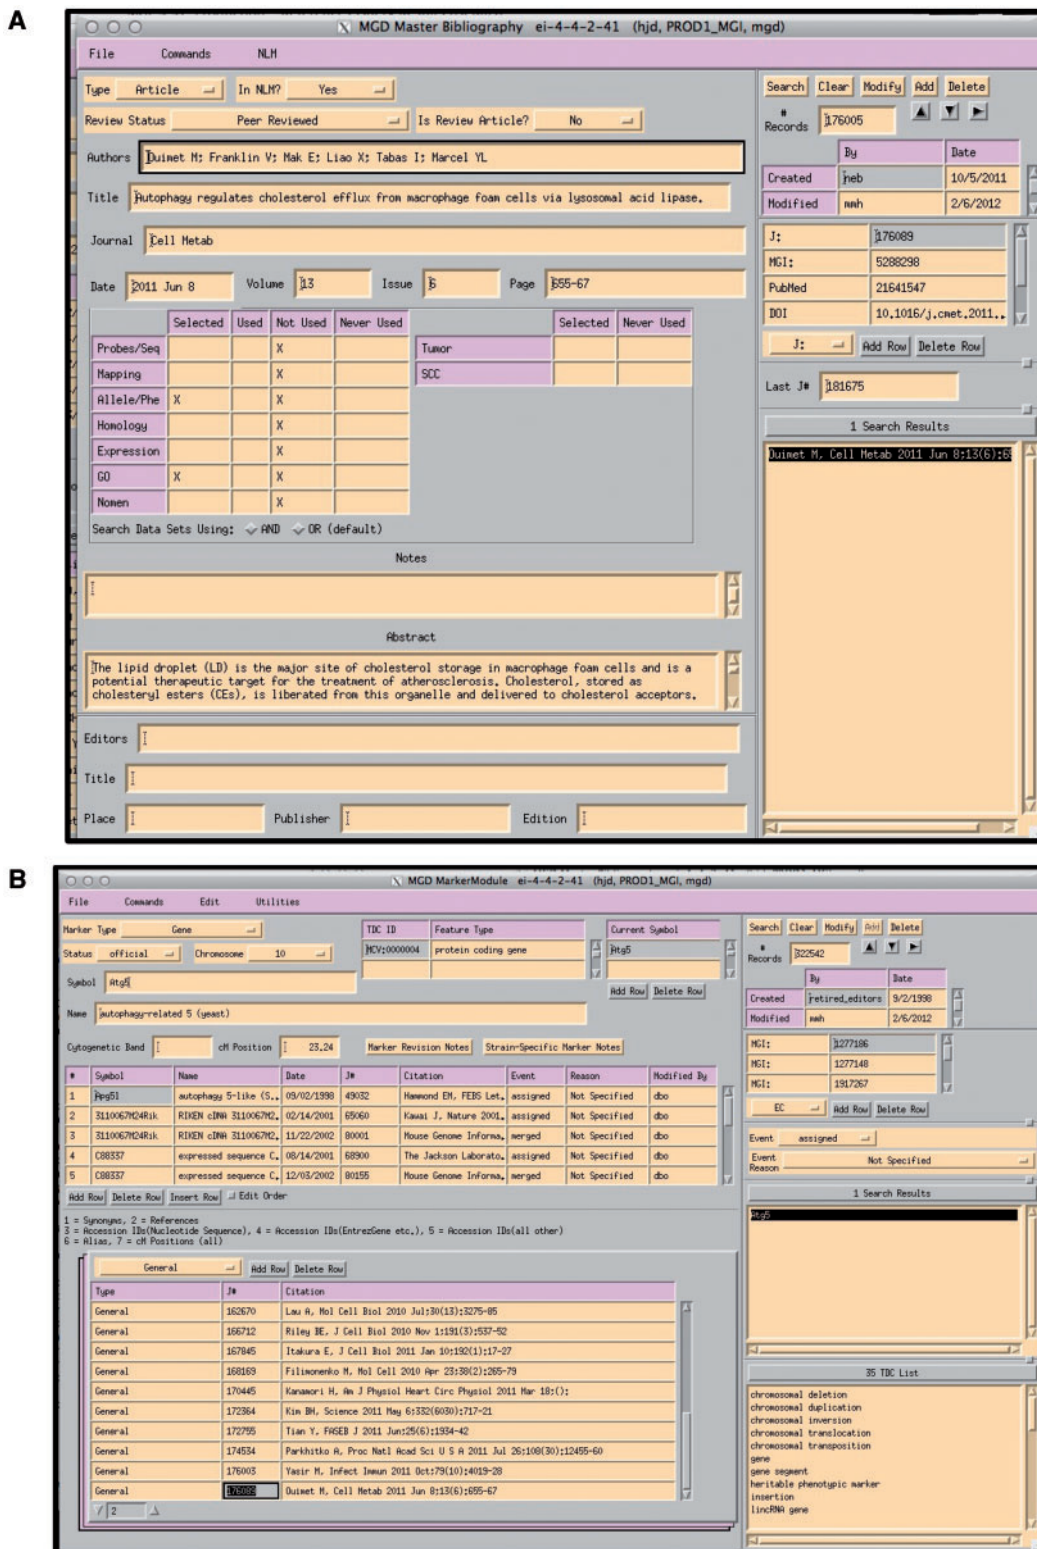 A
MGD Master Bibliography ei-4-4-2-41 (hjd, PROD1_MGI, mgd)
File Commands NLM
Type Article In NLM? Yes
Review Status Peer Reviewed Is Review Article? No
Authors Ouimet M; Franklin V; Mak E; Liao X; Tabas I; Marcel YL
Title Autophagy regulates cholesterol efflux from macrophage foam cells via lysosomal acid lipase.
Journal Cell Metab
Date 2011 Jun 8 Volume 13 Issue 6 Page 655-67
Selected Used Not Used Never Used Selected Never Used
Probes/Seq X Tumor
Mapping X SCC
Allele/Phe X X
Homology X
Expression X
GO X X
Nomen X
Search Data Sets Using: AND OR (default)
Notes
Abstract
The lipid droplet (LD) is the major site of cholesterol storage in macrophage foam cells and is a
potential therapeutic target for the treatment of atherosclerosis. Cholesterol, stored as
cholesteryl esters (CEs), is liberated from this organelle and delivered to cholesterol acceptors.
Editors
Title
Place Publisher Edition
Search Clear Modify Add Delete
# Records 176005
By Date
Created neb 10/5/2011
Modified mmh 2/6/2012
J: 176089
MGI: 5288298
PubMed 21641547
DOI 10.1016/j.cmet.2011..
J: Add Row Delete Row
Last J# 181675
1 Search Results
Ouimet M, Cell Metab 2011 Jun 8;13(6):65
B
MGD MarkerModule ei-4-4-2-41 (hjd, PROD1_MGI, mgd)
File Commands Edit Utilities
Marker Type Gene
Status official Chromosome 10
TDC ID Feature Type
MCV:0000004 protein coding gene
Current Symbol
Atg5
Add Row Delete Row
Symbol Atg5
Name autophagy-related 5 (yeast)
Cytogenetic Band cM Position 23.24 Marker Revision Notes Strain-Specific Marker Notes
# Symbol Name Date J# Citation Event Reason Modified By
1 Apg5l autophagy 5-like (S.. 09/02/1998 49032 Hammond EM, FEBS Let. assigned Not Specified dbo
2 3110067M24Rik RIKEN cDNA 3110067M2. 02/14/2001 65060 Kawai J, Nature 2001. assigned Not Specified dbo
3 3110067M24Rik RIKEN cDNA 3110067M2. 11/22/2002 80001 Mouse Genome Informa. merged Not Specified dbo
4 C88337 expressed sequence C. 08/14/2001 68900 The Jackson Laborato. assigned Not Specified dbo
5 C88337 expressed sequence C. 12/03/2002 80155 Mouse Genome Informa. merged Not Specified dbo
Add Row Delete Row Insert Row Edit Order
1 = Synonyms, 2 = References
3 = Accession IDs(Nucleotide Sequence), 4 = Accession IDs(EntrezGene etc.), 5 = Accession IDs(all other)
6 = Alias, 7 = cM Positions (all)
General Add Row Delete Row
Type J# Citation
General 162670 Lau A, Mol Cell Biol 2010 Jul;30(13):3275-85
General 166712 Riley BE, J Cell Biol 2010 Nov 1;191(3):537-52
General 167845 Itakura E, J Cell Biol 2011 Jan 10;192(1):17-27
General 168169 Filimonenko M, Mol Cell 2010 Apr 23;38(2):265-79
General 170445 Kanamori H, Am J Physiol Heart Circ Physiol 2011 Mar 18;():
General 172364 Kim BH, Science 2011 May 6;332(6030):717-21
General 172755 Tian Y, FASEB J 2011 Jun;25(6):1934-42
General 174534 Parkhitko A, Proc Natl Acad Sci U S A 2011 Jul 26;108(30):12455-60
General 176003 Yasir M, Infect Immun 2011 Oct;79(10):4019-28
General 176089 Ouimet M, Cell Metab 2011 Jun 8;13(6):655-67
2
Search Clear Modify Add Delete
# Records 322542
By Date
Created retired_editors 9/2/1998
Modified mmh 2/6/2012
MGI: 1277186
MGI: 1277148
MGI: 1917267
EC Add Row Delete Row
Event assigned
Event Reason Not Specified
1 Search Results
Atg5
35 TDC List
chromosomal deletion
chromosomal duplication
chromosomal inversion
chromosomal translocation
chromosomal transposition
gene
gene segment
heritable phenotypic marker
insertion
lincRNA gene